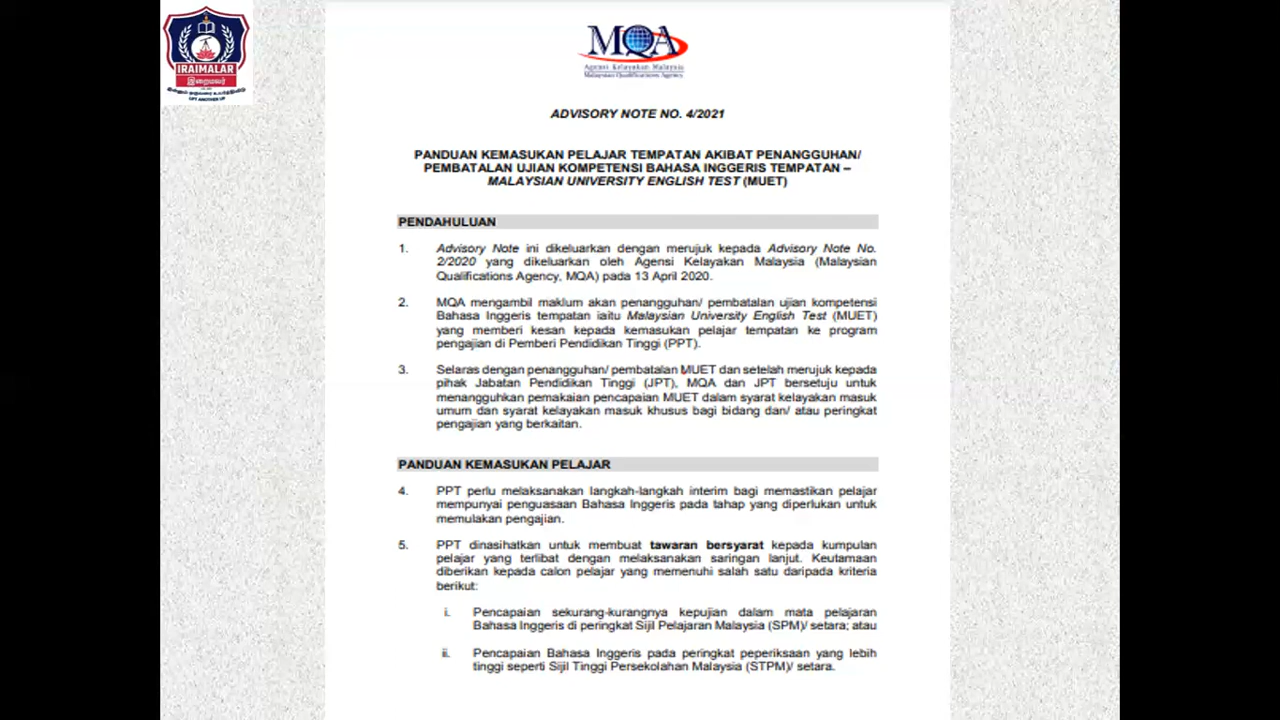 IRAIMALAR
இறைமலர்
LIFT ANOTHER UP
MQA
Agensi Kelayakan Malaysia
Malaysian Qualifications Agency
ADVISORY NOTE NO. 4/2021
PANDUAN KEMASUKAN PELAJAR TEMPATAN AKIBAT PENANGGUHAN/
PEMBATALAN UJIAN KOMPETENSI BAHASA INGGERIS TEMPATAN –
MALAYSIAN UNIVERSITY ENGLISH TEST (MUET)
PENDAHULUAN
1. Advisory Note ini dikeluarkan dengan merujuk kepada Advisory Note No.
2/2020 yang dikeluarkan oleh Agensi Kelayakan Malaysia (Malaysian
Qualifications Agency, MQA) pada 13 April 2020.
2. MQA mengambil maklum akan penangguhan/ pembatalan ujian kompetensi
Bahasa Inggeris tempatan iaitu Malaysian University English Test (MUET)
yang memberi kesan kepada kemasukan pelajar tempatan ke program
pengajian di Pemberi Pendidikan Tinggi (PPT).
3. Selaras dengan penangguhan/ pembatalan MUET dan setelah merujuk kepada
pihak Jabatan Pendidikan Tinggi (JPT), MQA dan JPT bersetuju untuk
menangguhkan pemakaian pencapaian MUET dalam syarat kelayakan masuk
umum dan syarat kelayakan masuk khusus bagi bidang dan/ atau peringkat
pengajian yang berkaitan.
PANDUAN KEMASUKAN PELAJAR
4. PPT perlu melaksanakan langkah-langkah interim bagi memastikan pelajar
mempunyai penguasaan Bahasa Inggeris pada tahap yang diperlukan untuk
memulakan pengajian.
5. PPT dinasihatkan untuk membuat tawaran bersyarat kepada kumpulan
pelajar yang terlibat dengan melaksanakan saringan lanjut. Keutamaan
diberikan kepada calon pelajar yang memenuhi salah satu daripada kriteria
berikut:
i. Pencapaian sekurang-kurangnya kepujian dalam mata pelajaran
Bahasa Inggeris di peringkat Sijil Pelajaran Malaysia (SPM)/ setara; atau
ii. Pencapaian Bahasa Inggeris pada peringkat peperiksaan yang lebih
tinggi seperti Sijil Tinggi Persekolahan Malaysia (STPM)/ setara.